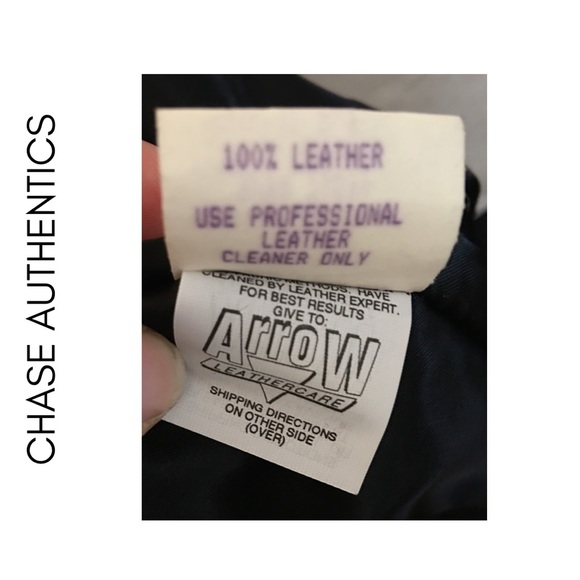 CHASE AUTHENTICS
100% LEATHER
USE PROFESSIONAL
LEATHER
CLEANER ONLY
METHODS. HAVE
CLEANED BY LEATHER EXPERT.
FOR BEST RESULTS
GIVE TO:
ArroW
LEATHERCARE
SHIPPING DIRECTIONS
ON OTHER SIDE
(OVER)